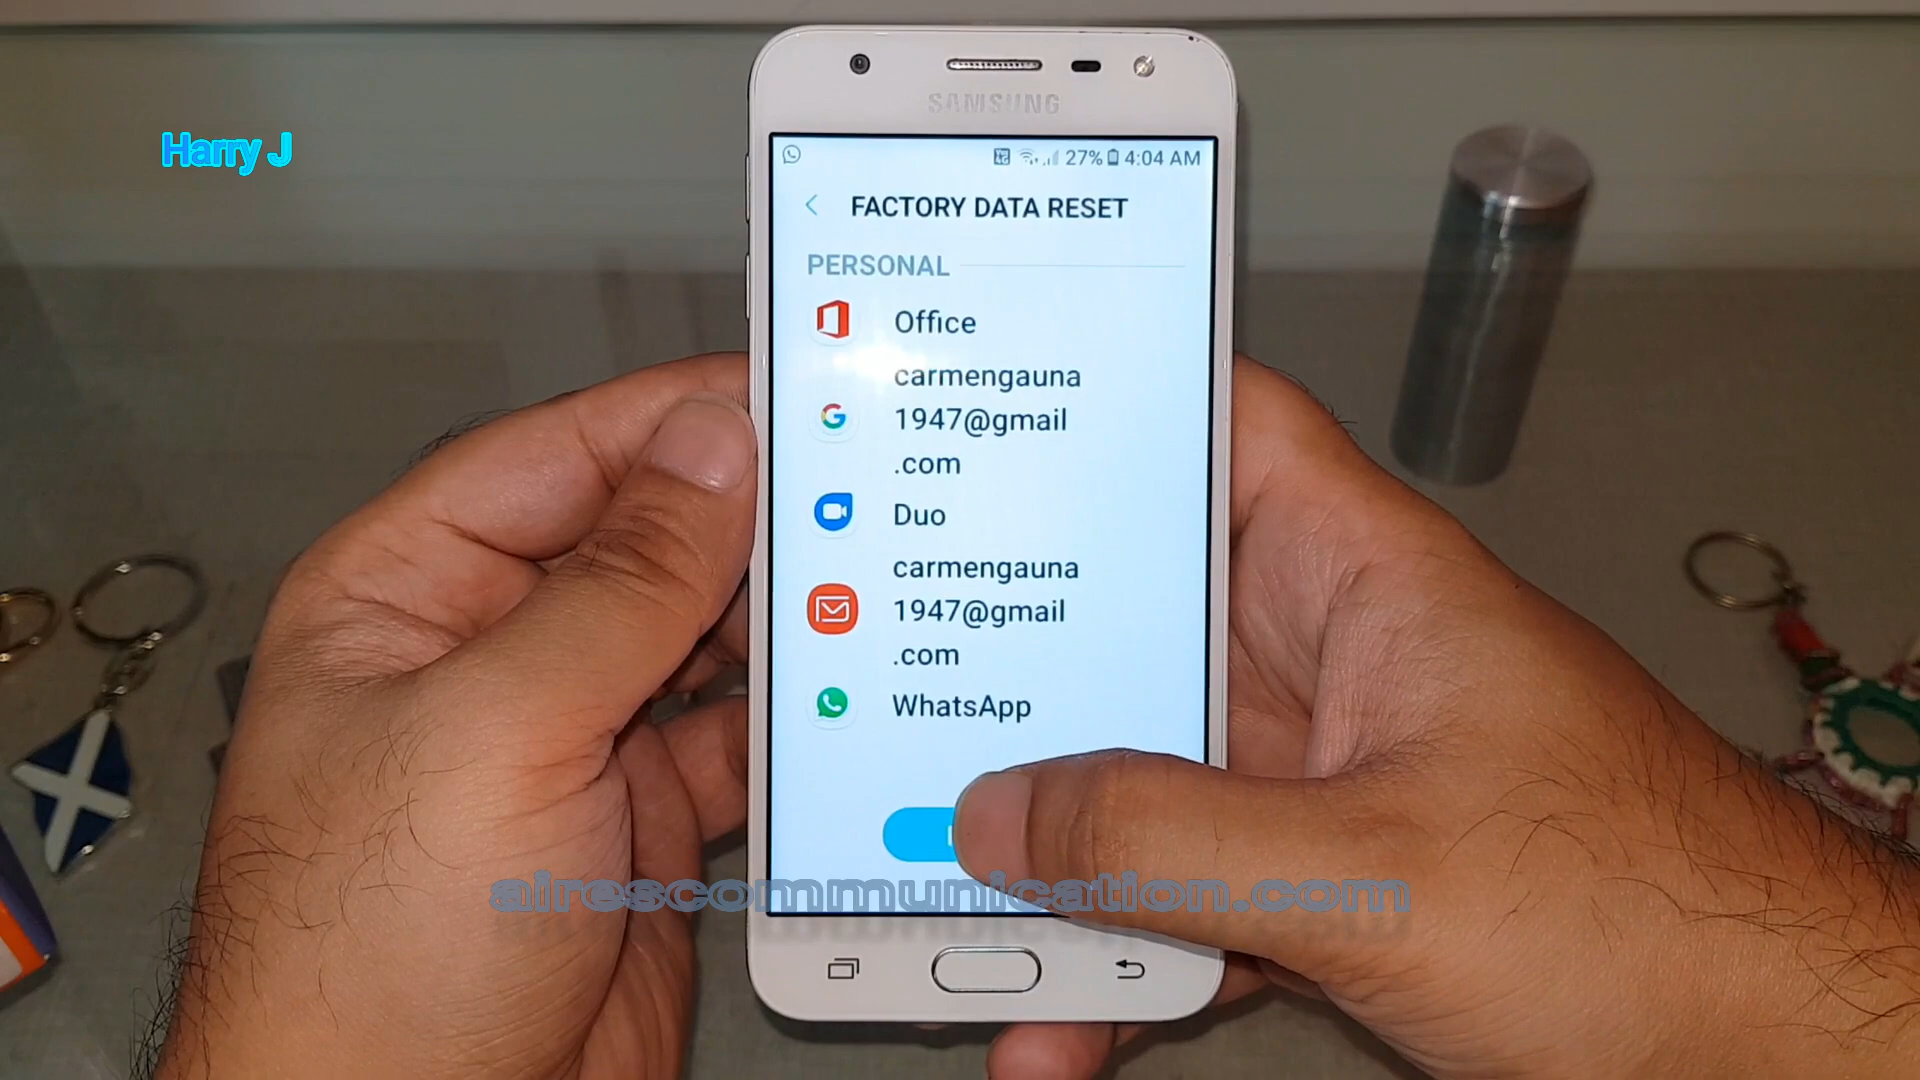 Harry J
SAMSUNG
27% 4:04 AM
FACTORY DATA RESET
PERSONAL
Office
carmengauna
1947@gmail
.com
Duo
carmengauna
1947@gmail
.com
WhatsApp
airescommunication.com